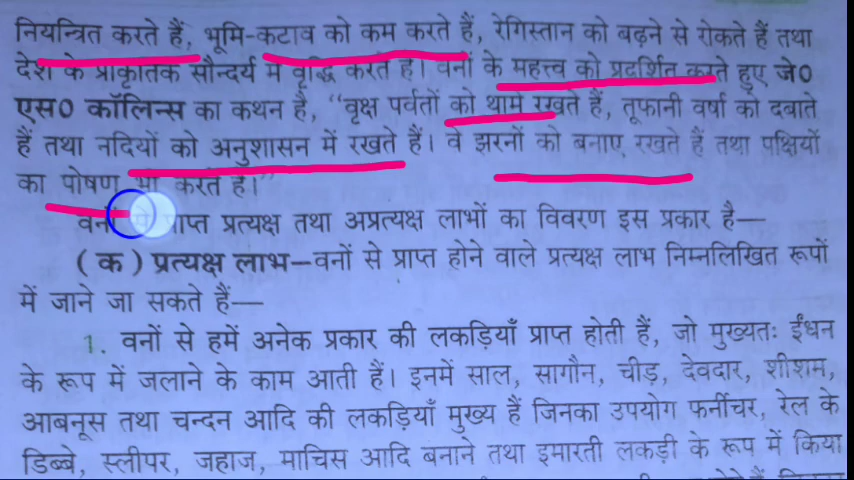 नियन्त्रित करते हैं, भूमि-कटाव को कम करते हैं, रेगिस्तान को बढ़ने से रोकते हैं तथा
देश के प्राकृतिक सौन्दर्य में वृद्धि करते हैं। वनों के महत्त्व को प्रदर्शित करते हुए जे०
एस० कॉलिन्स का कथन है, ‘‘वृक्ष पर्वतों को थामे रखते हैं, तूफानी वर्षा को दबाते
हैं तथा नदियों को अनुशासन में रखते हैं। वे झरनों को बनाए रखते हैं तथा पक्षियों
का पोषण भी करते हैं।’’
वनों से प्राप्त प्रत्यक्ष तथा अप्रत्यक्ष लाभों का विवरण इस प्रकार है—
(क) प्रत्यक्ष लाभ—वनों से प्राप्त होने वाले प्रत्यक्ष लाभ निम्नलिखित रूपों
में जाने जा सकते हैं—
1. वनों से हमें अनेक प्रकार की लकड़ियाँ प्राप्त होती हैं, जो मुख्यतः ईंधन
के रूप में जलाने के काम आती हैं। इनमें साल, सागौन, चीड़, देवदार, शीशम,
आबनूस तथा चन्दन आदि की लकड़ियाँ मुख्य हैं जिनका उपयोग फर्नीचर, रेल के
डिब्बे, स्लीपर, जहाज, माचिस आदि बनाने तथा इमारती लकड़ी के रूप में किया